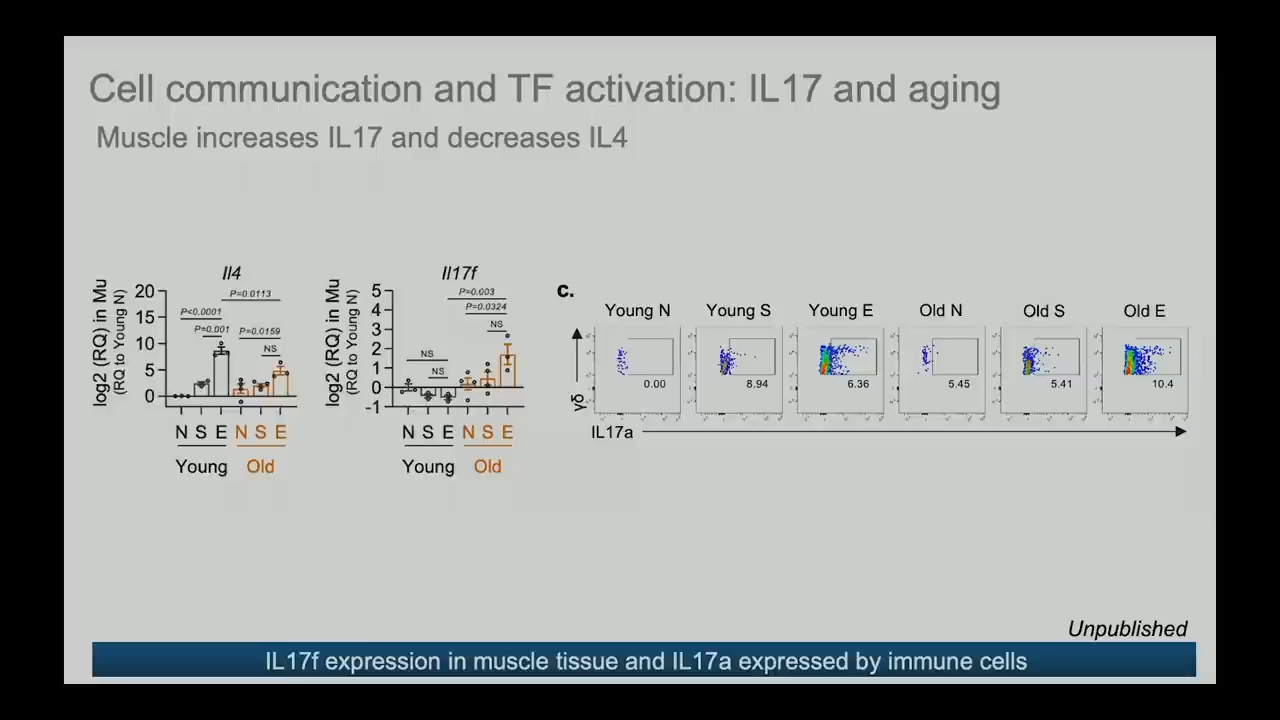 Cell communication and TF activation: IL17 and aging
Muscle increases IL17 and decreases IL4
Il4
log2 (RQ) in Mu
(RQ to Young N)
20
15
10
5
0
P=0.0113
P<0.0001
P=0.001
P=0.0159
NS
N S E N S E
Young Old
Il17f
log2 (RQ) in Mu
(RQ to Young N)
5
4
3
2
1
0
-1
P=0.003
P=0.0324
NS
NS
NS
N S E N S E
Young Old
c.
Young N Young S Young E Old N Old S Old E
0.00 8.94 6.36 5.45 5.41 10.4
γδ
IL17a
Unpublished
IL17f expression in muscle tissue and IL17a expressed by immune cells